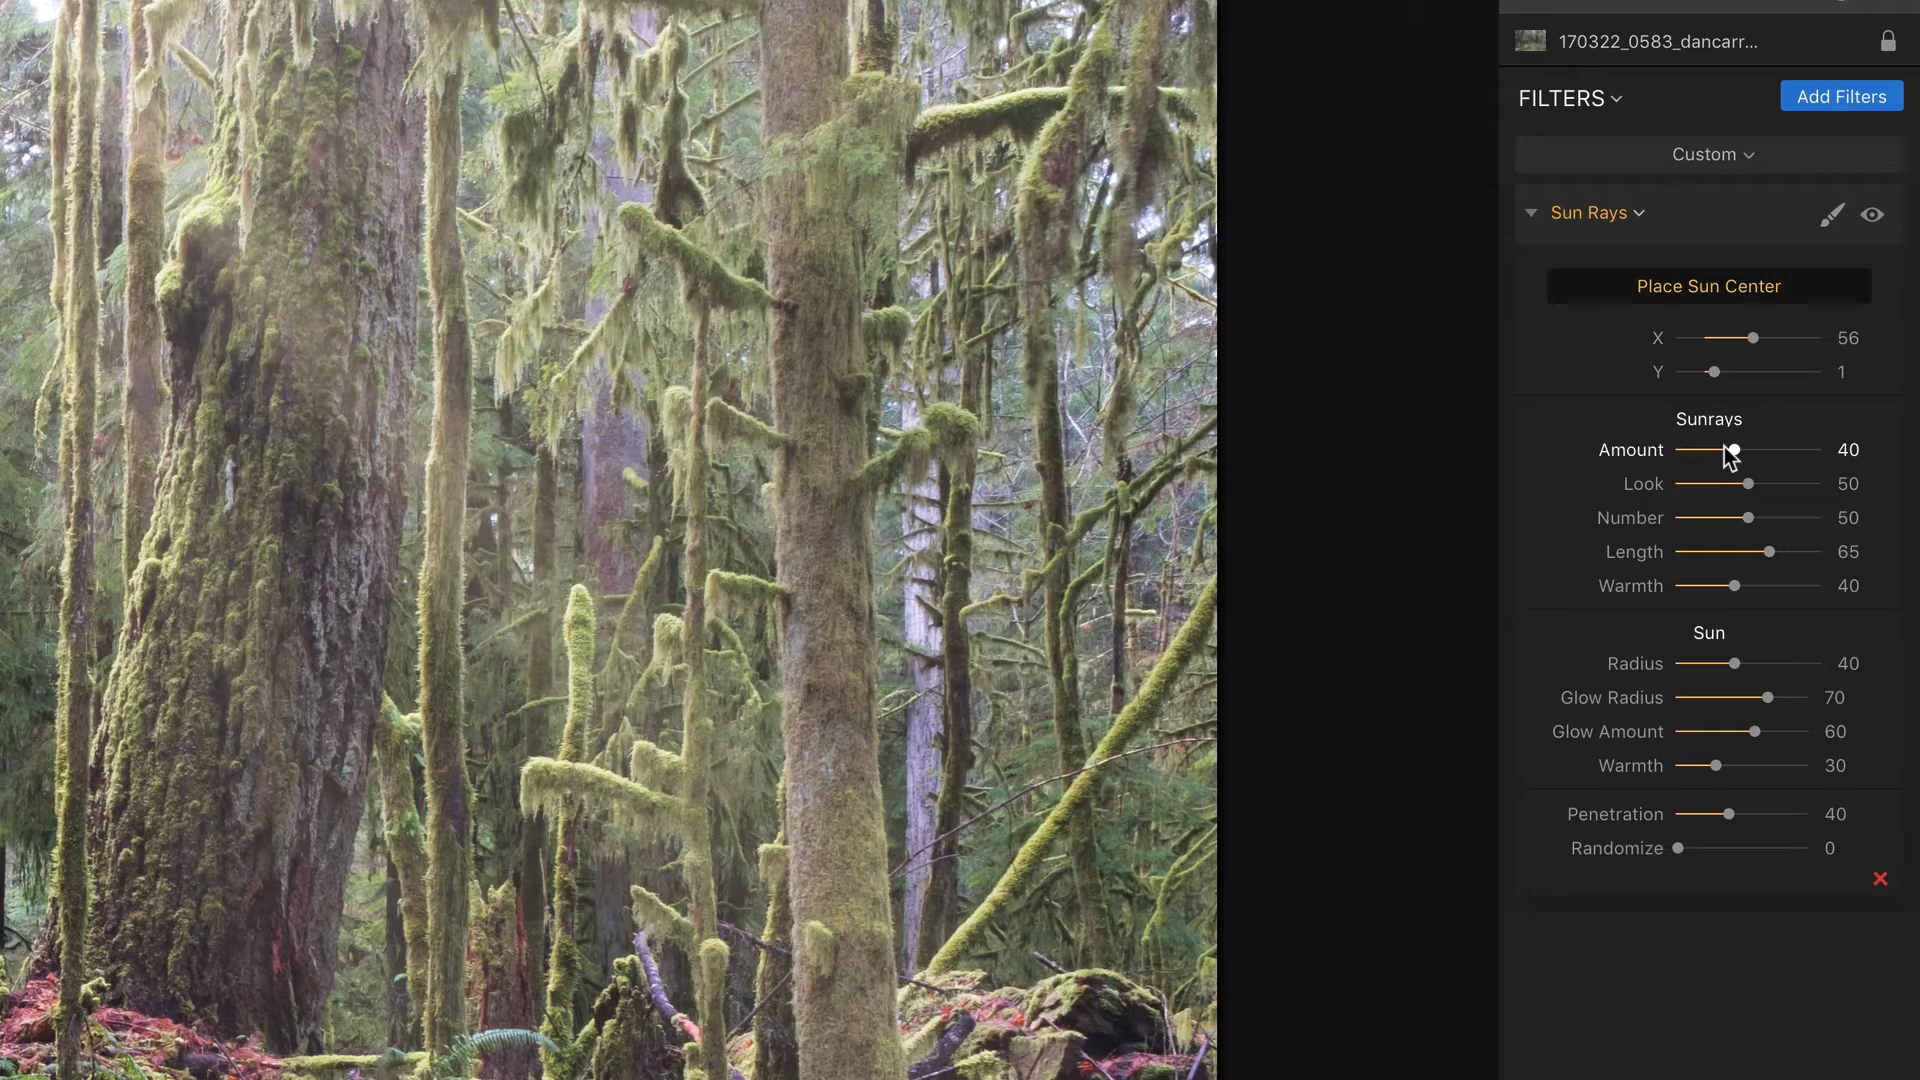 170322_0583_dancarr...
FILTERS
Add Filters
Custom
Sun Rays
Place Sun Center
X 56
Y 1
Sunrays
Amount 40
Look 50
Number 50
Length 65
Warmth 40
Sun
Radius 40
Glow Radius 70
Glow Amount 60
Warmth 30
Penetration 40
Randomize 0